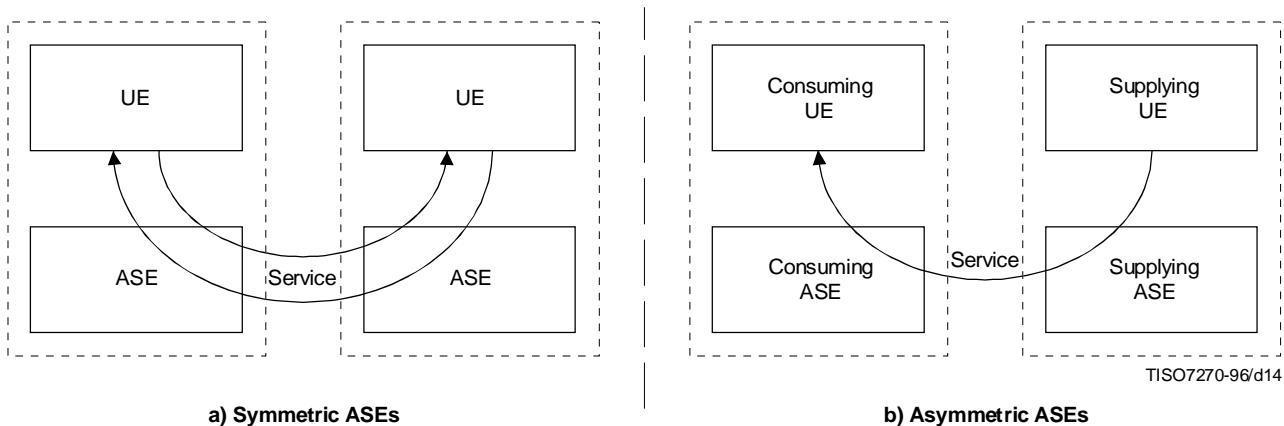 UE
UE
Consuming
UE
Supplying
UE
ASE
Service
ASE
Consuming
ASE
Service
Supplying
ASE
TISO7270-96/d14
a) Symmetric ASEs
b) Asymmetric ASEs